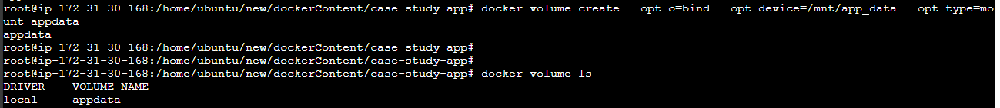 root@ip-172-31-30-168:/home/ubuntu/new/dockerContent/case-study-app# docker volume create --opt o=bind --opt device=/mnt/app_data --opt type=mo
unt appdata
appdata
root@ip-172-31-30-168:/home/ubuntu/new/dockerContent/case-study-app#
root@ip-172-31-30-168:/home/ubuntu/new/dockerContent/case-study-app#
root@ip-172-31-30-168:/home/ubuntu/new/dockerContent/case-study-app# docker volume ls
DRIVER    VOLUME NAME
local     appdata